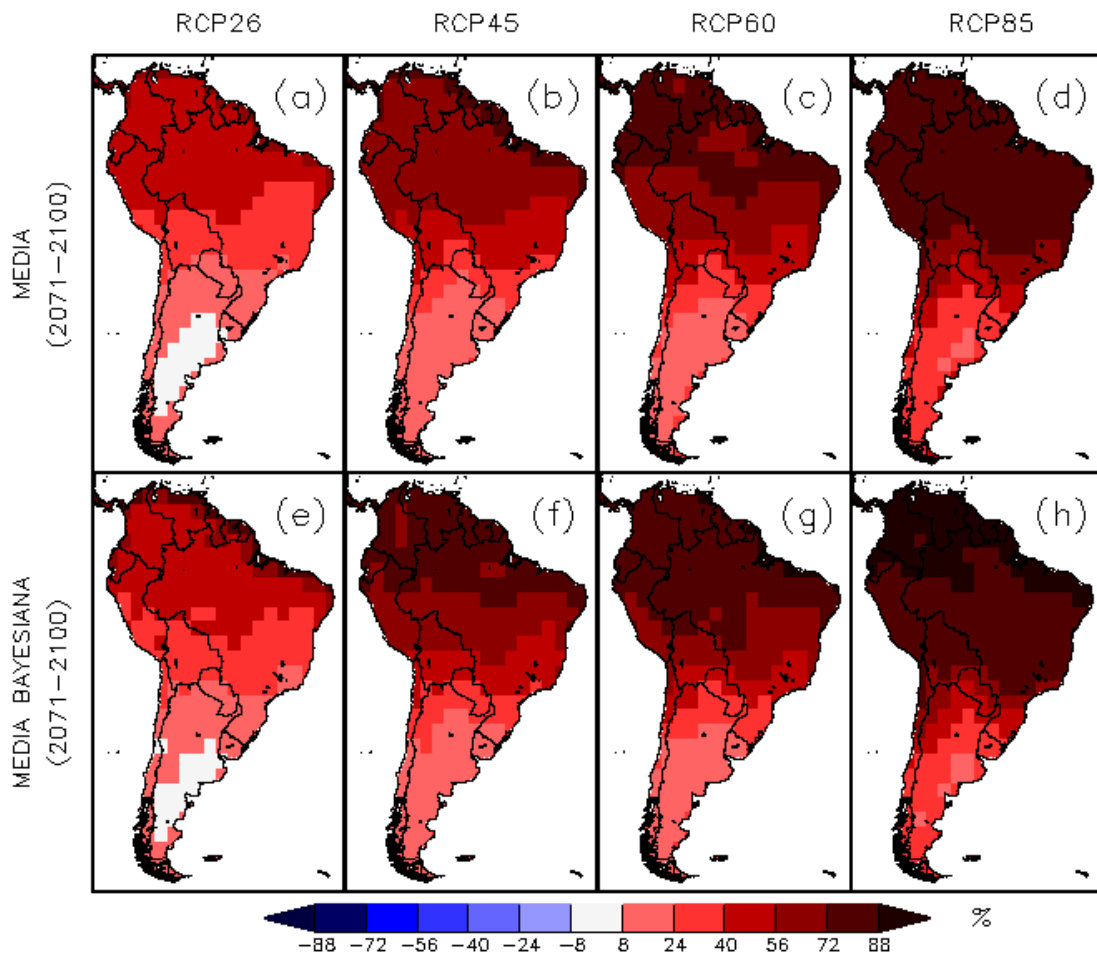 RCP26 RCP45 RCP60 RCP85
MEDIA
(2071-2100)
(a) (b) (c) (d)
MEDIA BAYESIANA
(2071-2100)
(e) (f) (g) (h)
%
-88 -72 -56 -40 -24 -8 8 24 40 56 72 88